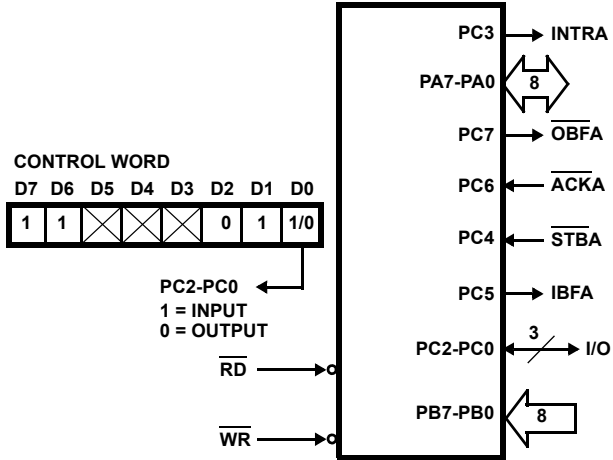 PC3 INTRA
PA7-PA0 8
PC7 OBFA
CONTROL WORD
D7 D6 D5 D4 D3 D2 D1 D0
1 1 0 1 1/0
PC6 ACKA
PC4 STBA
PC2-PC0
1 = INPUT
0 = OUTPUT
PC5 IBFA
PC2-PC0 3 I/O
RD
PB7-PB0 8
WR